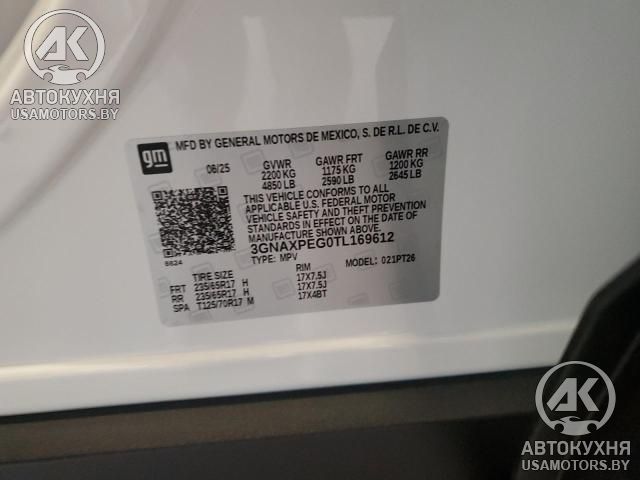 AK
АВТОКУХНЯ
USAMOTORS.BY
gm
MFD BY GENERAL MOTORS DE MEXICO, S. DE R.L. DE C.V.
06/25 GVWR GAWR FRT GAWR RR
2200 KG 1175 KG 1200 KG
4850 LB 2590 LB 2645 LB
THIS VEHICLE CONFORMS TO ALL
APPLICABLE U.S. FEDERAL MOTOR
VEHICLE SAFETY AND THEFT PREVENTION
STANDARDS IN EFFECT ON THE DATE OF
MANUFACTURE SHOWN ABOVE.
3GNAXPEG0TL169612
6624 TYPE: MPV MODEL: 021PT26
TIRE SIZE RIM
FRT 235/65R17 H 17X7.5J
RR 235/65R17 H 17X7.5J
SPA T125/70R17 M 17X4BT
AK
АВТОКУХНЯ
USAMOTORS.BY